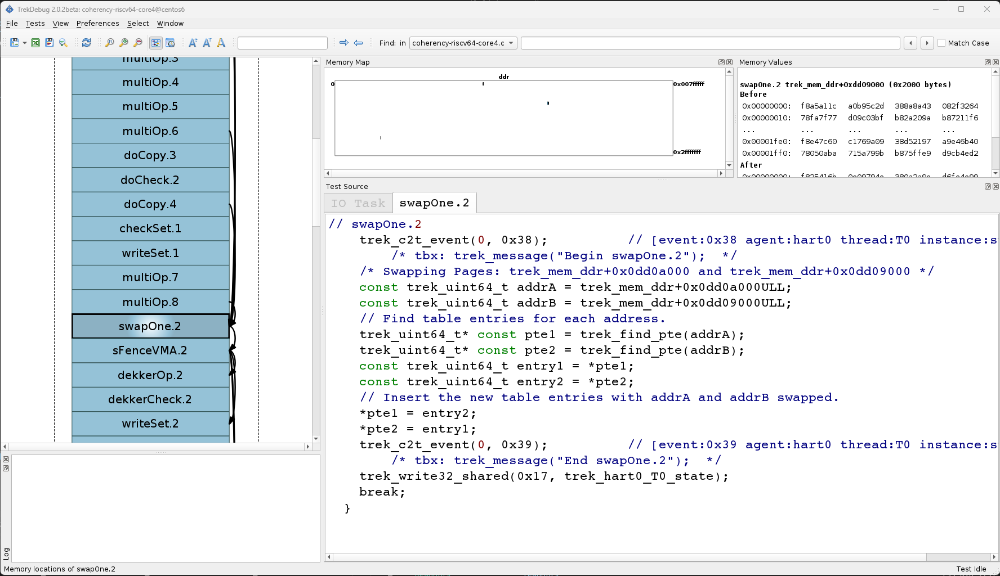 TrekDebug 2.0.2beta: coherency-riscv64-core4@centos6
File Tests View Preferences Select Window
Find: in coherency-riscv64-core4.c Match Case
multiOp.3
multiOp.4
multiOp.5
multiOp.6
doCopy.3
doCheck.2
doCopy.4
checkSet.1
writeSet.1
multiOp.7
multiOp.8
swapOne.2
sFenceVMA.2
dekkerOp.2
dekkerCheck.2
writeSet.2
Memory Map
ddr
0 0x007fffff
0x2fffffff
Memory Values
swapOne.2 trek_mem_ddr+0xdd09000 (0x2000 bytes)
Before
0x00000000: f8a5a11c a0b95c2d 388a8a43 082f3264
0x00000010: 78fa7f77 d09c03bf b82a209a b87211f6
... ... ... ... ...
0x00001fe0: f8e47c60 c1769a09 38d52197 a9e46b40
0x00001ff0: 78050aba 715a799b b875ffe9 d9cb4ed2
After
0x00000000:
Test Source
IO Task swapOne.2
// swapOne.2
trek_c2t_event(0, 0x38); // [event:0x38 agent:hart0 thread:T0 instance:s
/* tbx: trek_message("Begin swapOne.2"); */
/* Swapping Pages: trek_mem_ddr+0x0dd0a000 and trek_mem_ddr+0x0dd09000 */
const trek_uint64_t addrA = trek_mem_ddr+0x0dd0a000ULL;
const trek_uint64_t addrB = trek_mem_ddr+0x0dd09000ULL;
// Find table entries for each address.
trek_uint64_t* const pte1 = trek_find_pte(addrA);
trek_uint64_t* const pte2 = trek_find_pte(addrB);
const trek_uint64_t entry1 = *pte1;
const trek_uint64_t entry2 = *pte2;
// Insert the new table entries with addrA and addrB swapped.
*pte1 = entry2;
*pte2 = entry1;
trek_c2t_event(0, 0x39); // [event:0x39 agent:hart0 thread:T0 instance:s
/* tbx: trek_message("End swapOne.2"); */
trek_write32_shared(0x17, trek_hart0_T0_state);
break;
}
Log
Memory locations of swapOne.2
Test Idle